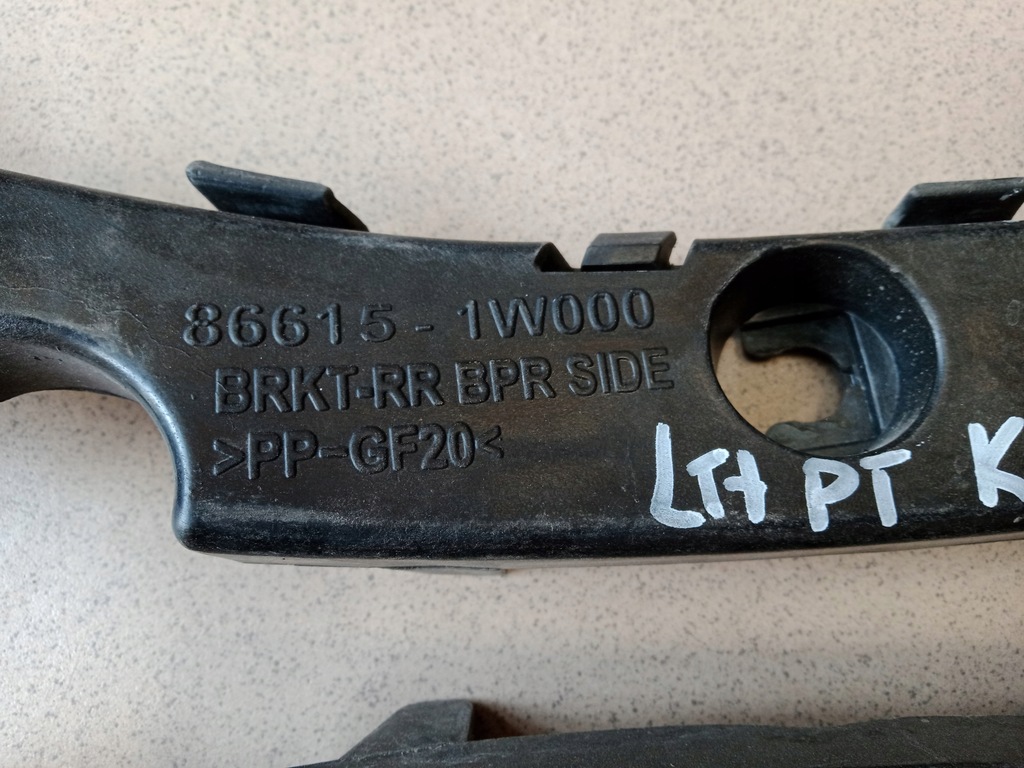 86615-1W000
BRKT-RR BPR SIDE
>PP-GF20<
LTH PT K